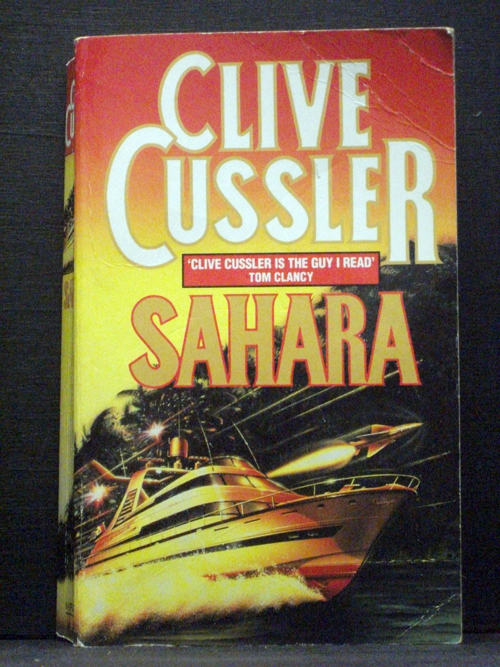 CLIVE
CUSSLER
'CLIVE CUSSLER IS THE GUY I READ'
TOM CLANCY
SAHARA